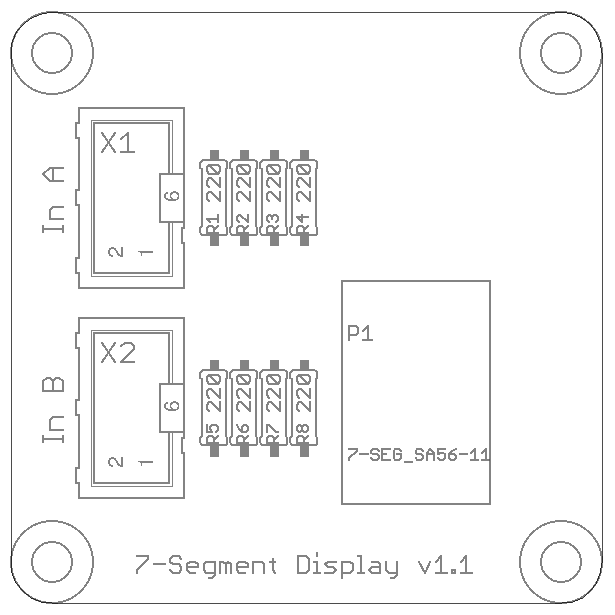 In A
X1
6
2 1
R1 220
R2 220
R3 220
R4 220
In B
X2
6
2 1
R5 220
R6 220
R7 220
R8 220
P1
7-SEG_SA56-11
7-Segment Display v1.1